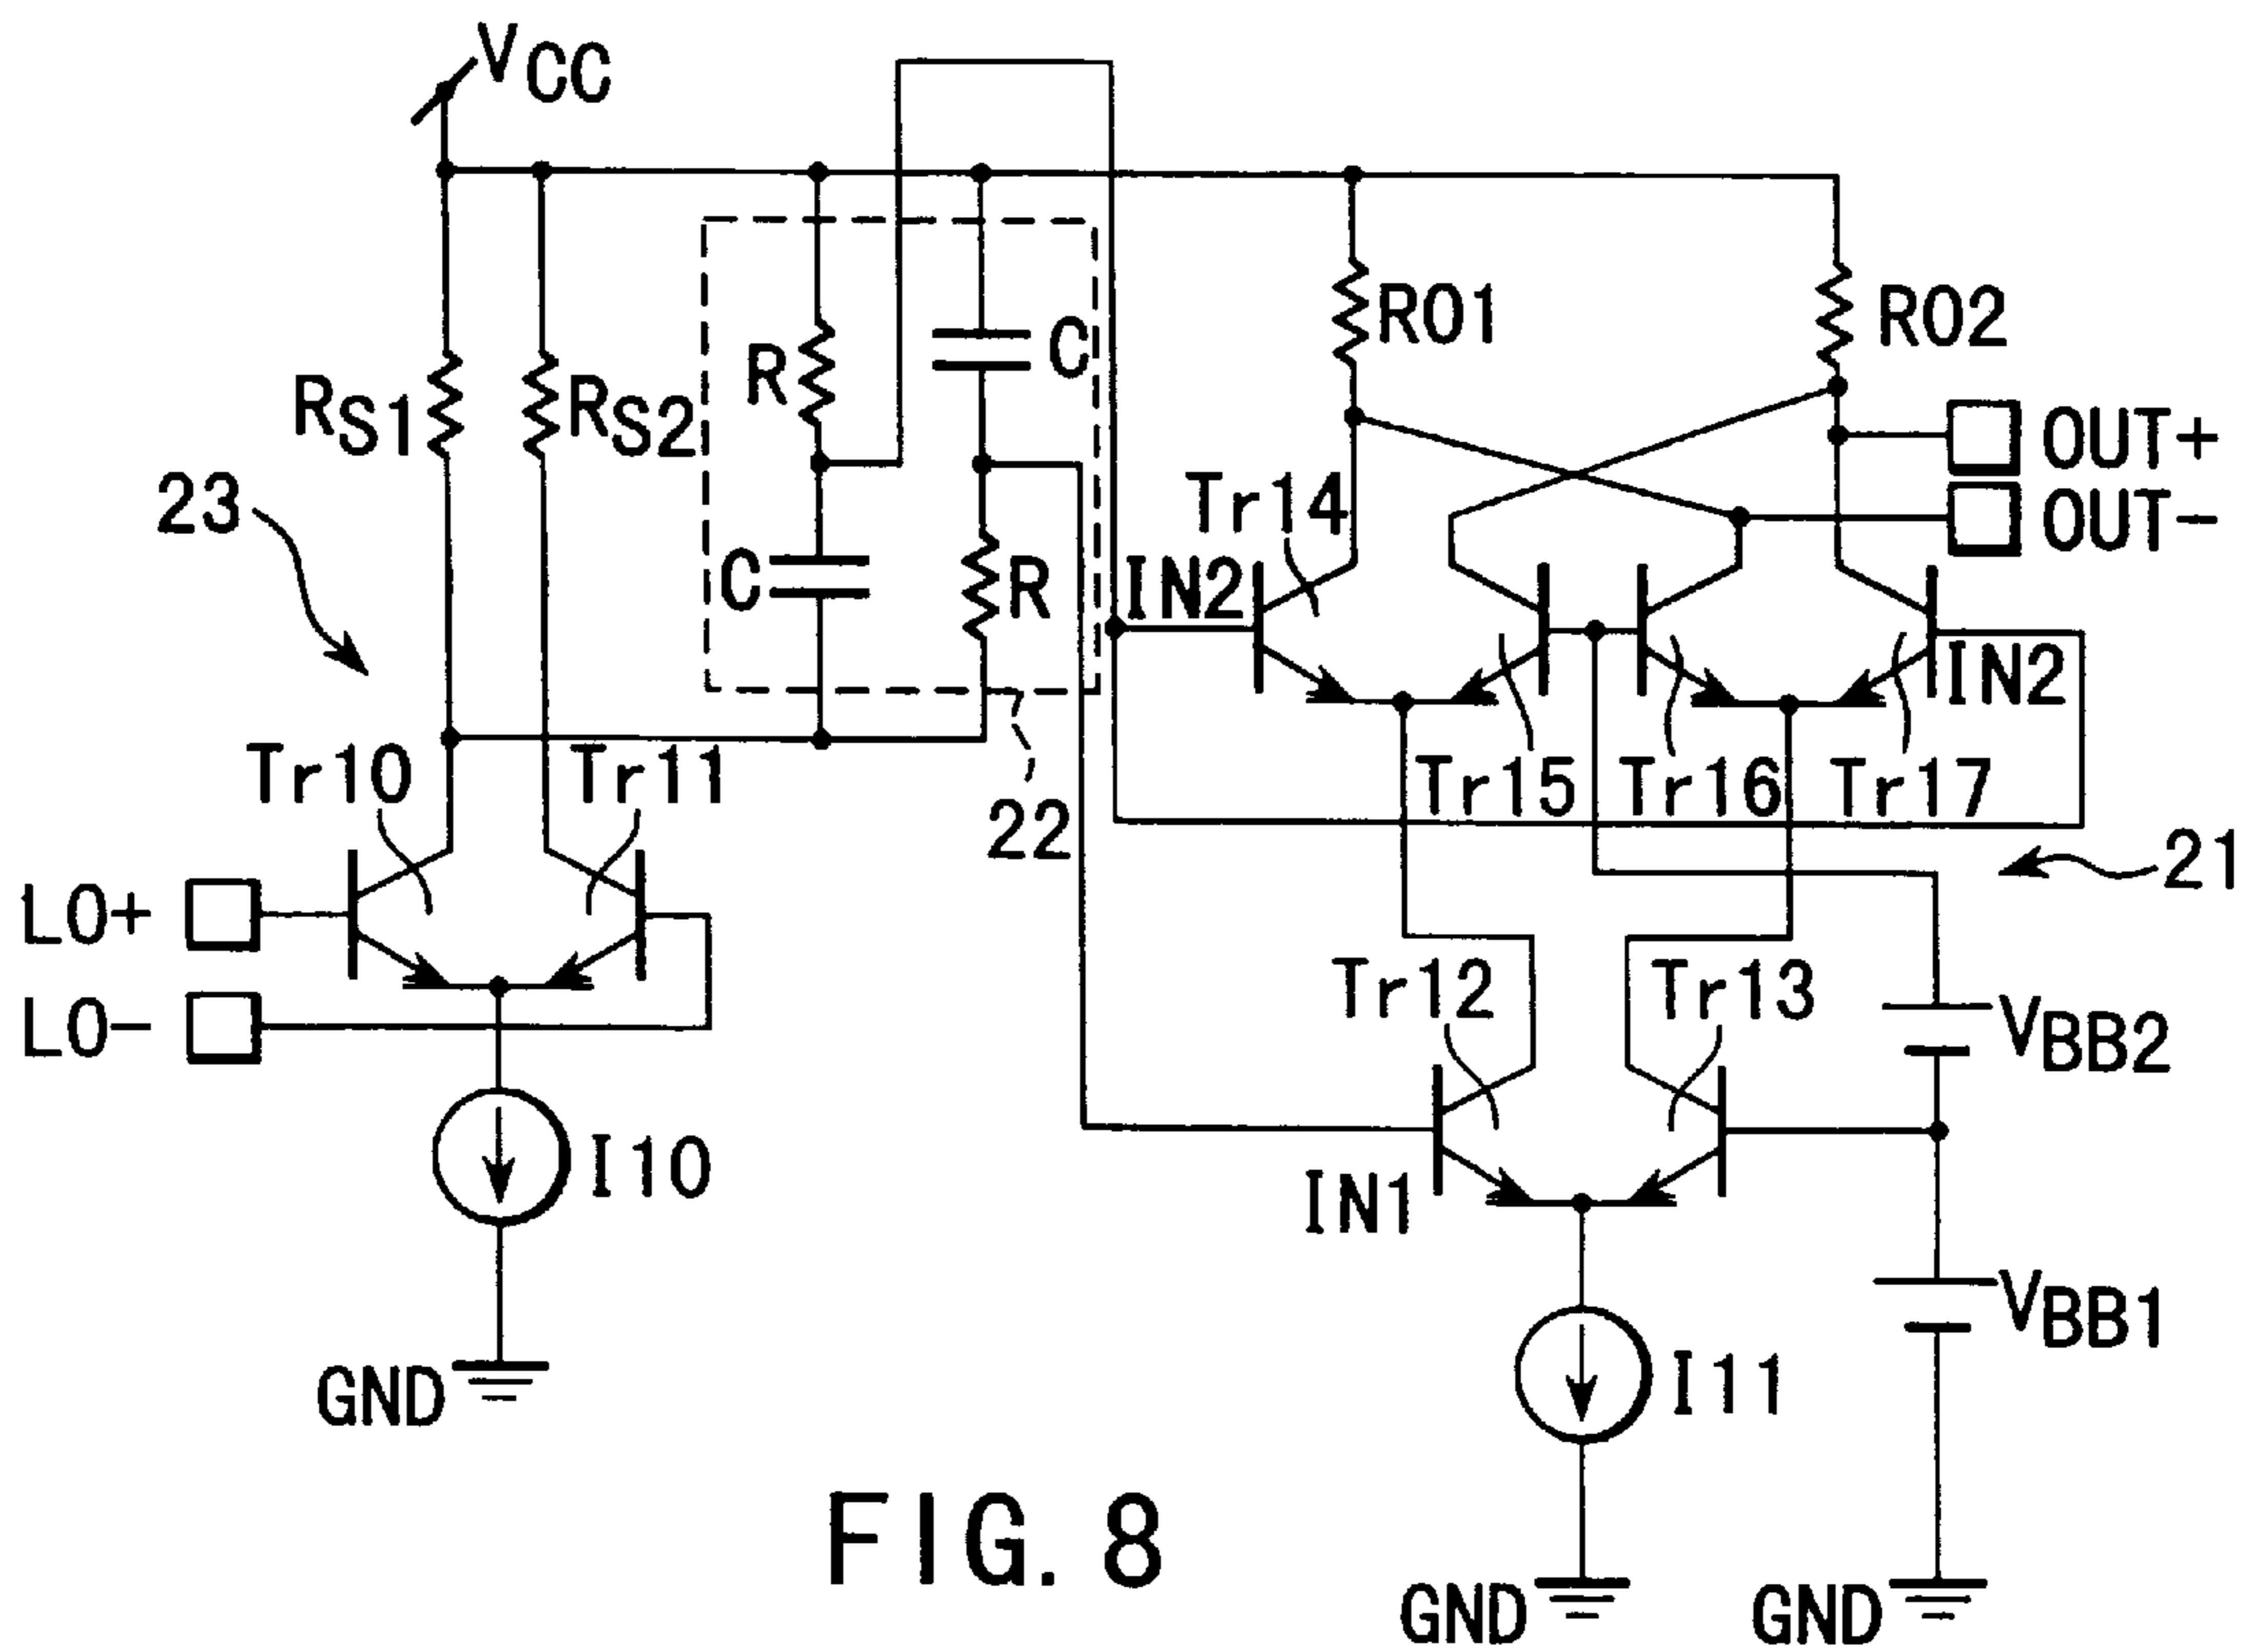 VCC
RS1
RS2
R
C
C
R
RO1
RO2
OUT+
OUT-
23
Tr14
IN2
IN2
Tr10
Tr11
22
Tr15
Tr16
Tr17
21
LO+
LO-
Tr12
Tr13
VBB2
I10
IN1
VBB1
I11
GND
GND
GND
FIG. 8